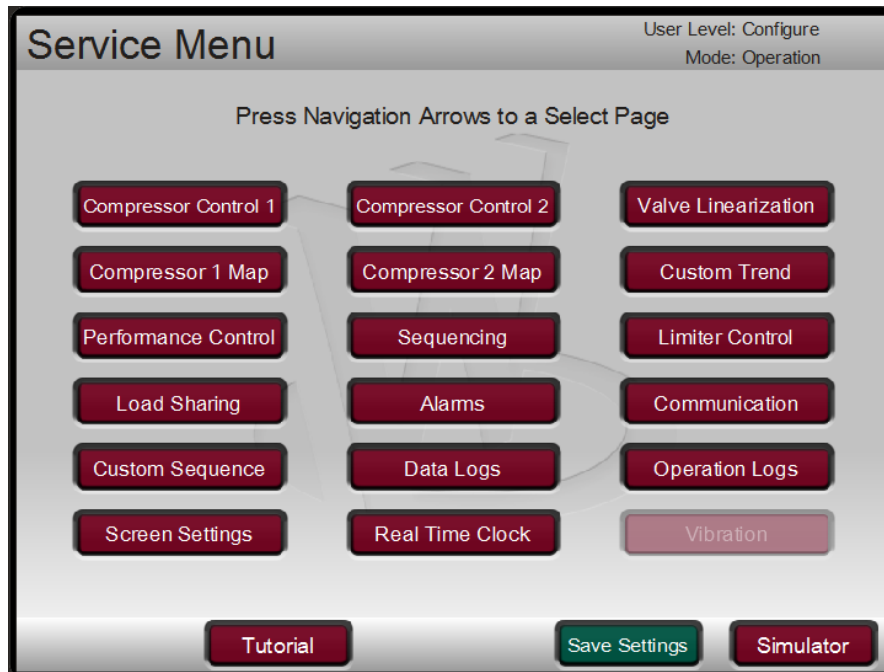 Service Menu
User Level: Configure
Mode: Operation
Press Navigation Arrows to a Select Page
Compressor Control 1
Compressor Control 2
Valve Linearization
Compressor 1 Map
Compressor 2 Map
Custom Trend
Performance Control
Sequencing
Limiter Control
Load Sharing
Alarms
Communication
Custom Sequence
Data Logs
Operation Logs
Screen Settings
Real Time Clock
Vibration
Tutorial
Save Settings
Simulator